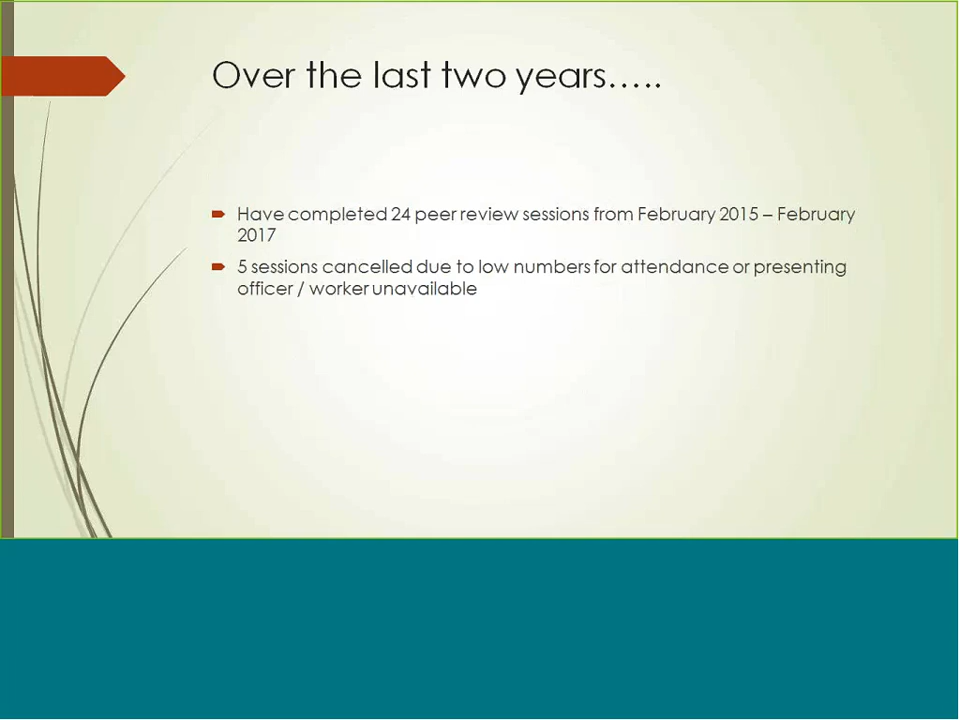 Over the last two years.....
Have completed 24 peer review sessions from February 2015 – February
2017
5 sessions cancelled due to low numbers for attendance or presenting
officer / worker unavailable